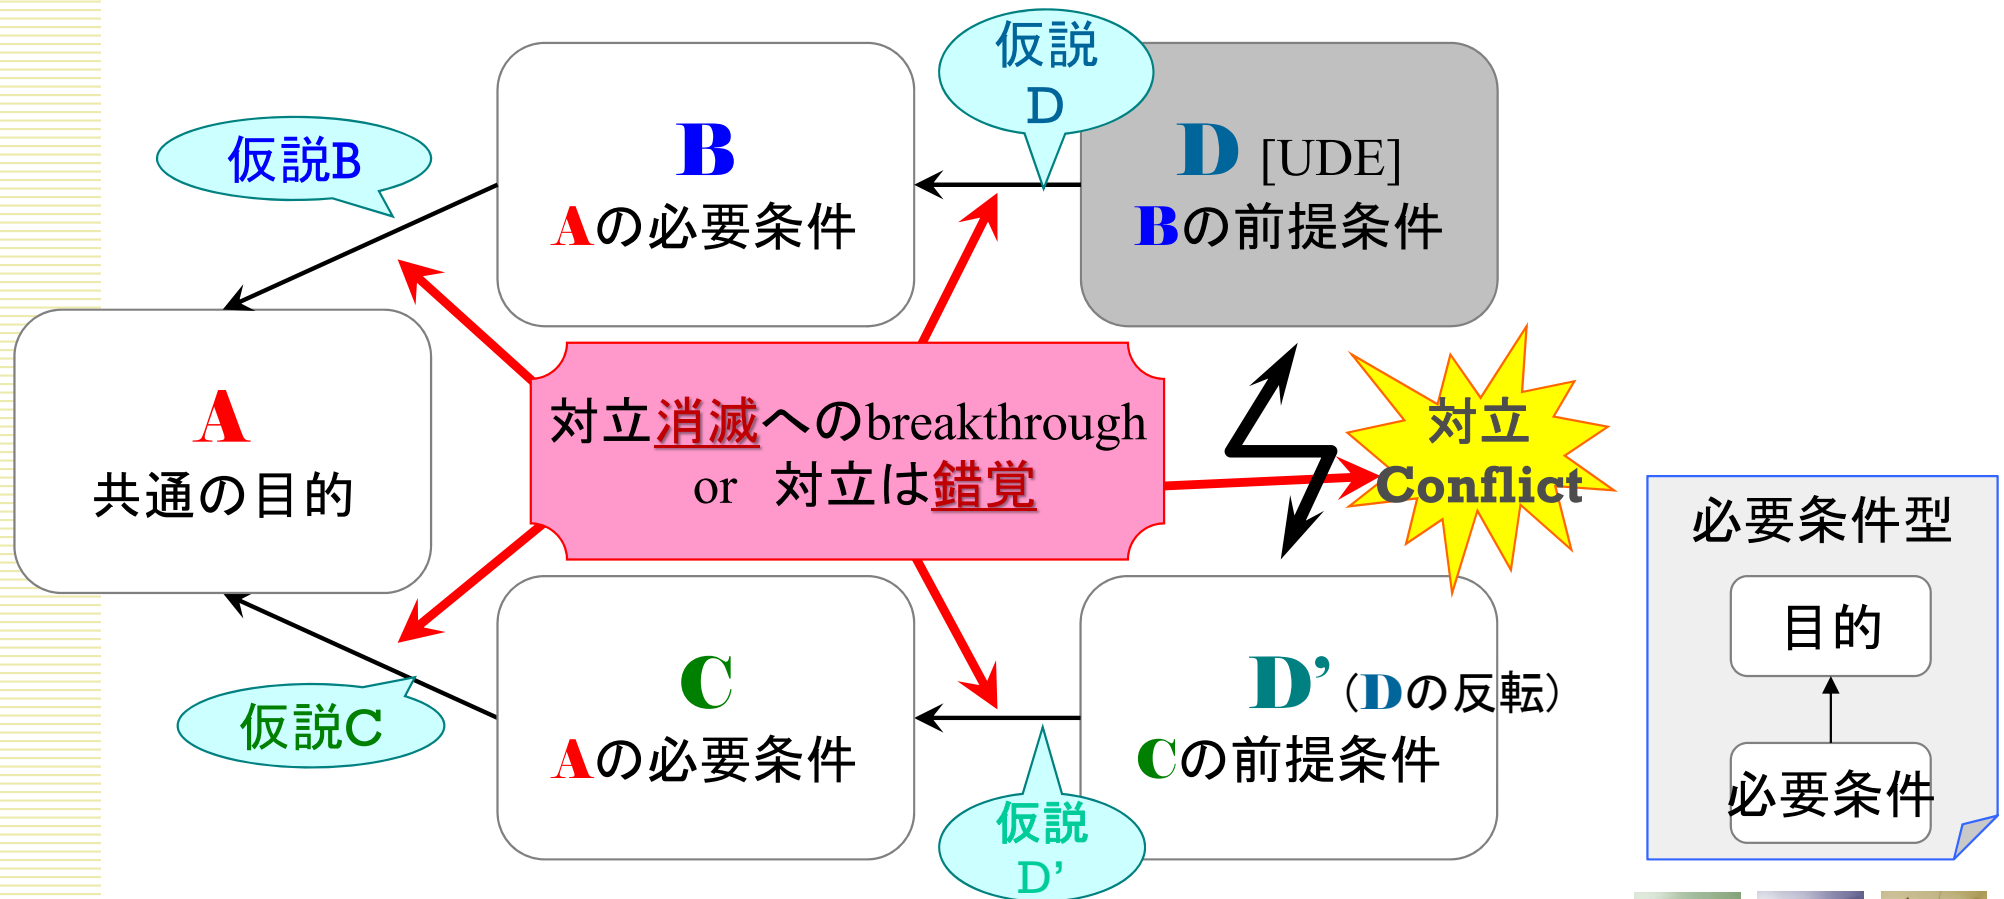 仮説
D
B
Aの必要条件
D [UDE]
Bの前提条件
仮説B
A
共通の目的
対立消滅へのbreakthrough
or 対立は錯覚
対立
Conflict
仮説C
C
Aの必要条件
D’（Dの反転）
Cの前提条件
仮説
D’
必要条件型
目的
必要条件